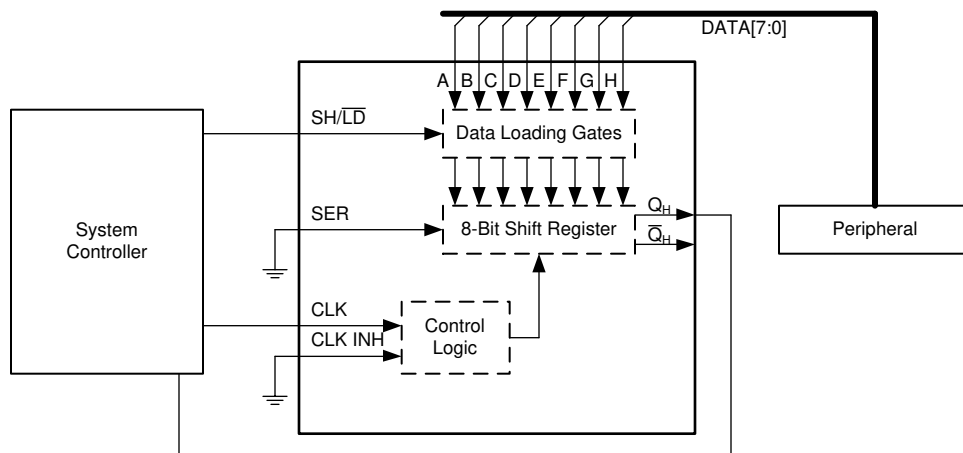 DATA[7:0]
A B C D E F G H
SH/L̅D̅
Data Loading Gates
SER
8-Bit Shift Register
Q_H
Q̅_H
System
Controller
Peripheral
CLK
CLK INH
Control
Logic